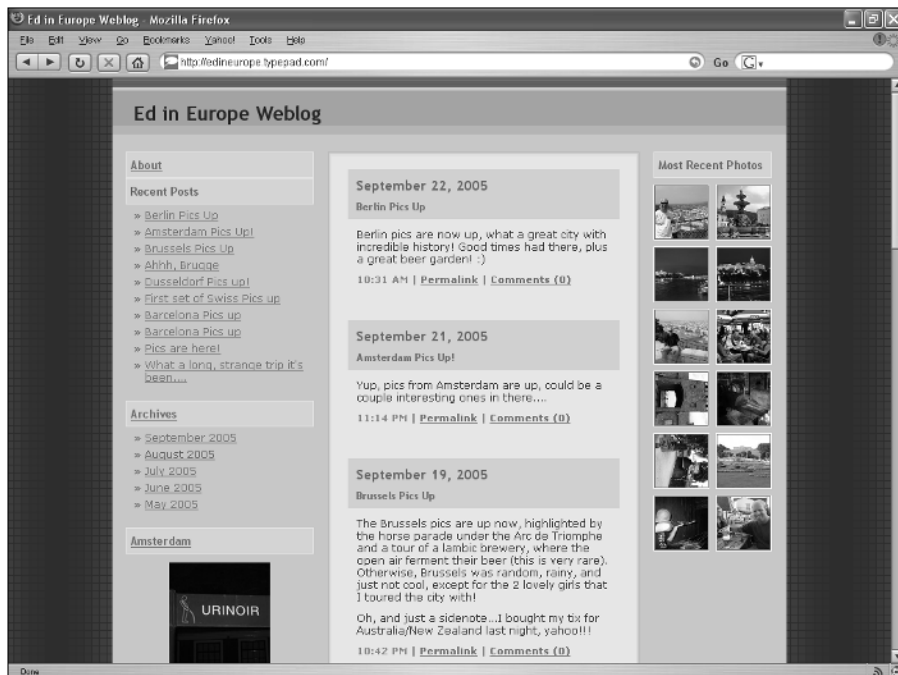 Ed in Europe Weblog - Mozilla Firefox
File Edit View Go Bookmarks Yahoo! Tools Help
http://edineurope.typepad.com/
Go
G
Ed in Europe Weblog
About
Recent Posts
» Berlin Pics Up
» Amsterdam Pics Up!
» Brussels Pics Up
» Ahhh, Brugge
» Dusseldorf Pics up!
» First set of Swiss Pics up
» Barcelona Pics up
» Barcelona Pics up
» Pics are here!
» What a long, strange trip it's
been....
Archives
» September 2005
» August 2005
» July 2005
» June 2005
» May 2005
Amsterdam
URINOIR
September 22, 2005
Berlin Pics Up
Berlin pics are now up, what a great city with
incredible history! Good times had there, plus
a great beer garden! :)
10:31 AM | Permalink | Comments (0)
September 21, 2005
Amsterdam Pics Up!
Yup, pics from Amsterdam are up, could be a
couple interesting ones in there....
11:14 PM | Permalink | Comments (0)
September 19, 2005
Brussels Pics Up
The Brussels pics are up now, highlighted by
the horse parade under the Arc de Triomphe
and a tour of a lambic brewery, where the
open air ferment their beer (this is very rare).
Otherwise, Brussels was random, rainy, and
just not cool, except for the 2 lovely girls that
I toured the city with!
Oh, and just a sidenote...I bought my tix for
Australia/New Zealand last night, yahoo!!!
10:42 PM | Permalink | Comments (0)
Most Recent Photos
Done